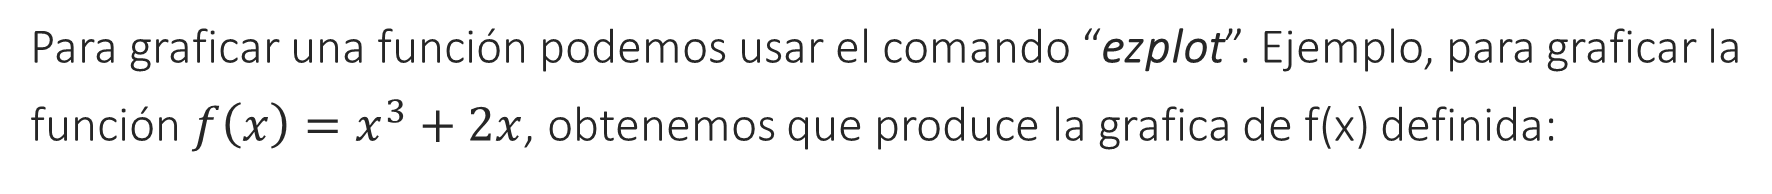 Para graficar una función podemos usar el comando “ezplot”. Ejemplo, para graficar la
función f(x) = x³ + 2x, obtenemos que produce la grafica de f(x) definida: